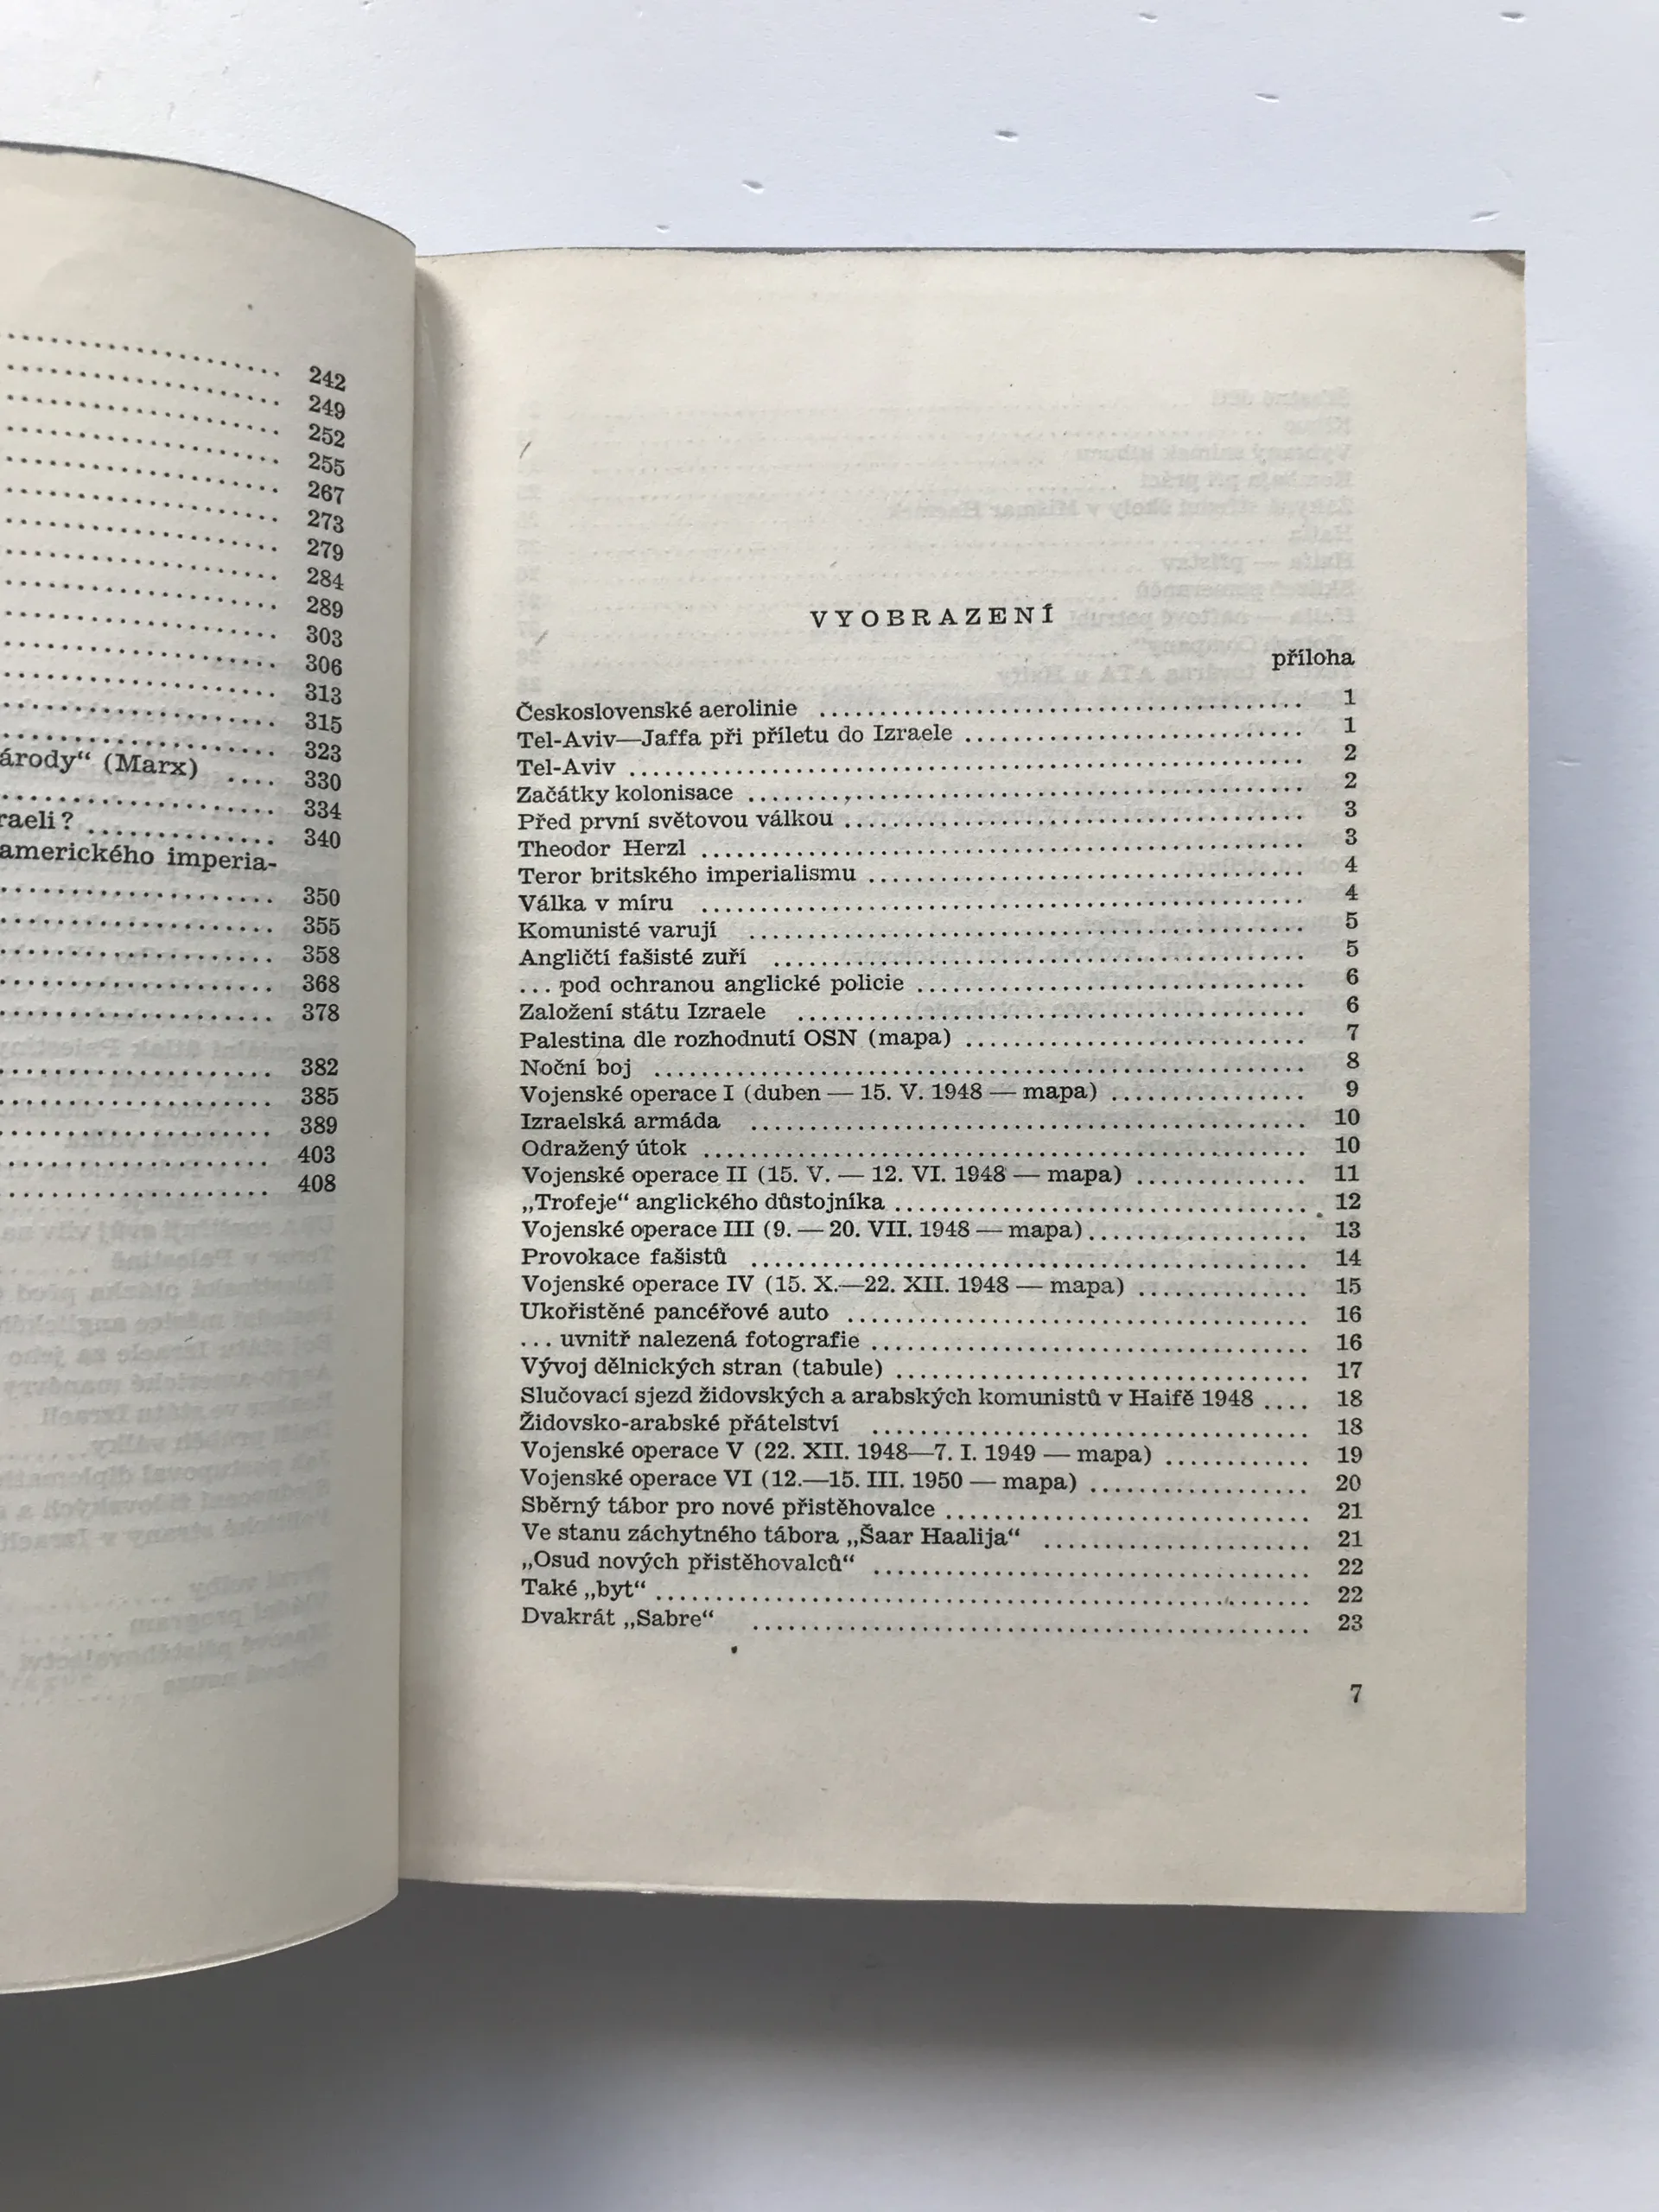 242
249
252
255
267
273
279
284
289
303
306
313
315
323
árody“ (Marx) .... 330
334
raeli? .............. 340
amerického imperia-
350
355
358
368
378
382
385
389
403
408
VYOBRAZENÍ
příloha
Československé aerolinie ........ 1
Tel-Aviv—Jaffa při příletu do Izraele ........ 1
Tel-Aviv ........ 2
Začátky kolonisace ........ 2
Před první světovou válkou ........ 3
Theodor Herzl ........ 3
Teror britského imperialismu ........ 4
Válka v míru ........ 4
Komunisté varují ........ 5
Angličtí fašisté zuří ........ 5
... pod ochranou anglické policie ........ 6
Založení státu Izraele ........ 6
Palestina dle rozhodnutí OSN (mapa) ........ 7
Noční boj ........ 8
Vojenské operace I (duben — 15. V. 1948 — mapa) ........ 9
Izraelská armáda ........ 10
Odražený útok ........ 10
Vojenské operace II (15. V. — 12. VI. 1948 — mapa) ........ 11
„Trofeje“ anglického důstojníka ........ 12
Vojenské operace III (9. — 20. VII. 1948 — mapa) ........ 13
Provokace fašistů ........ 14
Vojenské operace IV (15. X.—22. XII. 1948 — mapa) ........ 15
Ukořistěné pancéřové auto ........ 16
... uvnitř nalezená fotografie ........ 16
Vývoj dělnických stran (tabule) ........ 17
Slučovací sjezd židovských a arabských komunistů v Haifě 1948 .... 18
Židovsko-arabské přátelství ........ 18
Vojenské operace V (22. XII. 1948—7. I. 1949 — mapa) ........ 19
Vojenské operace VI (12.—15. III. 1950 — mapa) ........ 20
Sběrný tábor pro nové přistěhovalce ........ 21
Ve stanu záchytného tábora „Šaar Haalija“ ........ 21
„Osud nových přistěhovalců“ ........ 22
Také „byt“ ........ 22
Dvakrát „Sabre“ ........ 23
7